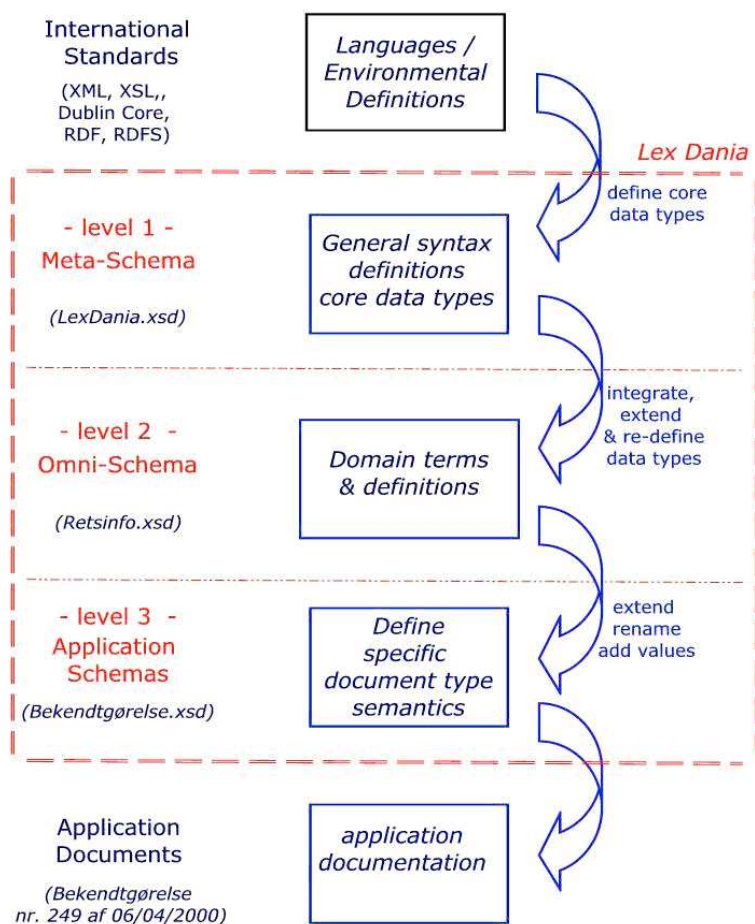 International
Standards
(XML, XSL,,
Dublin Core,
RDF, RDFS)
Languages /
Environmental
Definitions
Lex Dania
define core
data types
- level 1 -
Meta-Schema
(LexDania.xsd)
General syntax
definitions
core data types
integrate,
extend
& re-define
data types
- level 2 -
Omni-Schema
(Retsinfo.xsd)
Domain terms
& definitions
extend
rename
add values
- level 3 -
Application
Schemas
(Bekendtgørelse.xsd)
Define
specific
document type
semantics
Application
Documents
(Bekendtgørelse
nr. 249 af 06/04/2000)
application
documentation